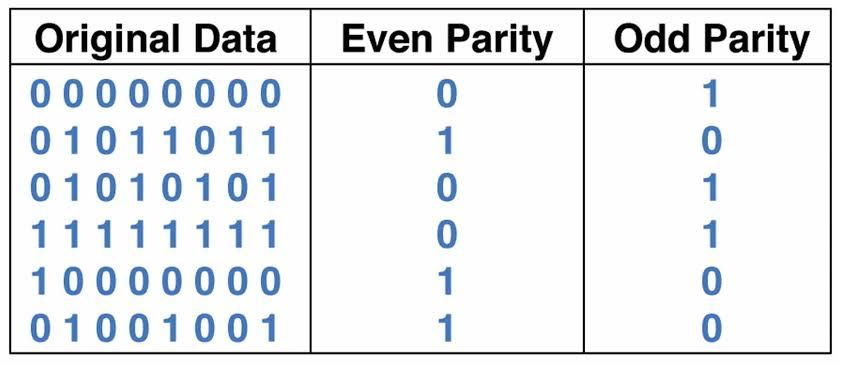 Original Data Even Parity Odd Parity
0 0 0 0 0 0 0 0 0 1
0 1 0 1 1 0 1 1 1 0
0 1 0 1 0 1 0 1 0 1
1 1 1 1 1 1 1 1 0 1
1 0 0 0 0 0 0 0 1 0
0 1 0 0 1 0 0 1 1 0